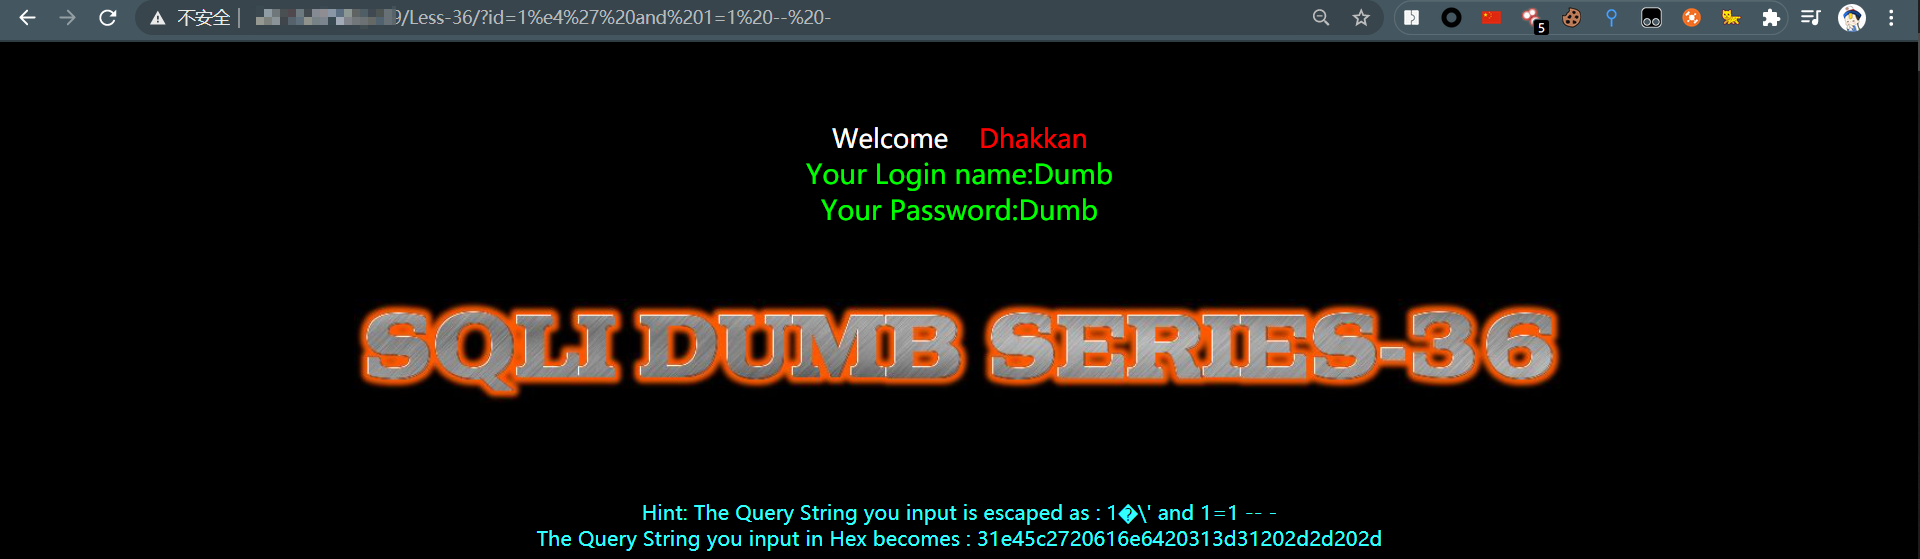 不安全 | 9/Less-36/?id=1%e4%27%20and%201=1%20--%20-
5
Welcome Dhakkan
Your Login name:Dumb
Your Password:Dumb
SQLI DUMB SERIES-36
Hint: The Query String you input is escaped as : 1�\' and 1=1 -- -
The Query String you input in Hex becomes : 31e45c2720616e6420313d31202d2d202d